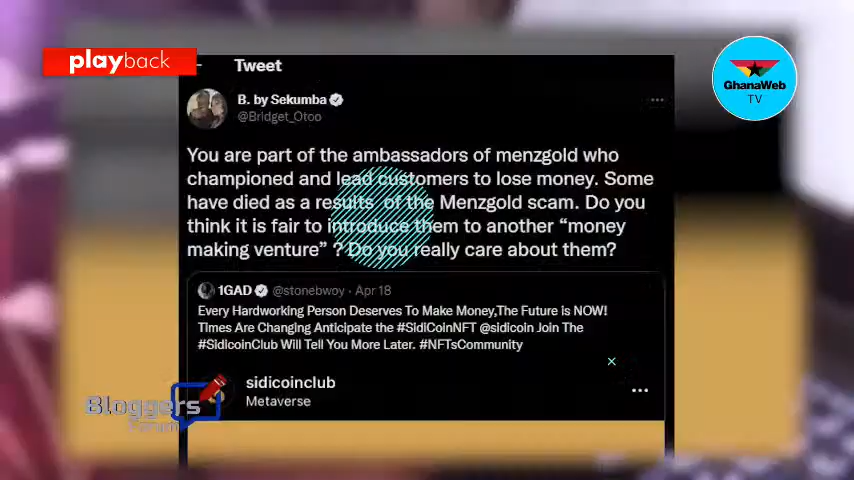 playback
GhanaWeb
TV
Tweet
B. by Sekumba
@Bridget_Otoo
You are part of the ambassadors of menzgold who
championed and lead customers to lose money. Some
have died as a results of the Menzgold scam. Do you
think it is fair to introduce them to another “money
making venture” ? Do you really care about them?
1GAD @stonebwoy · Apr 18
Every Hardworking Person Deserves To Make Money,The Future is NOW!
Times Are Changing Anticipate the #SidiCoinNFT @sidicoin Join The
#SidicoinClub Will Tell You More Later. #NFTsCommunity
sidicoinclub
Metaverse
Bloggers
Forum